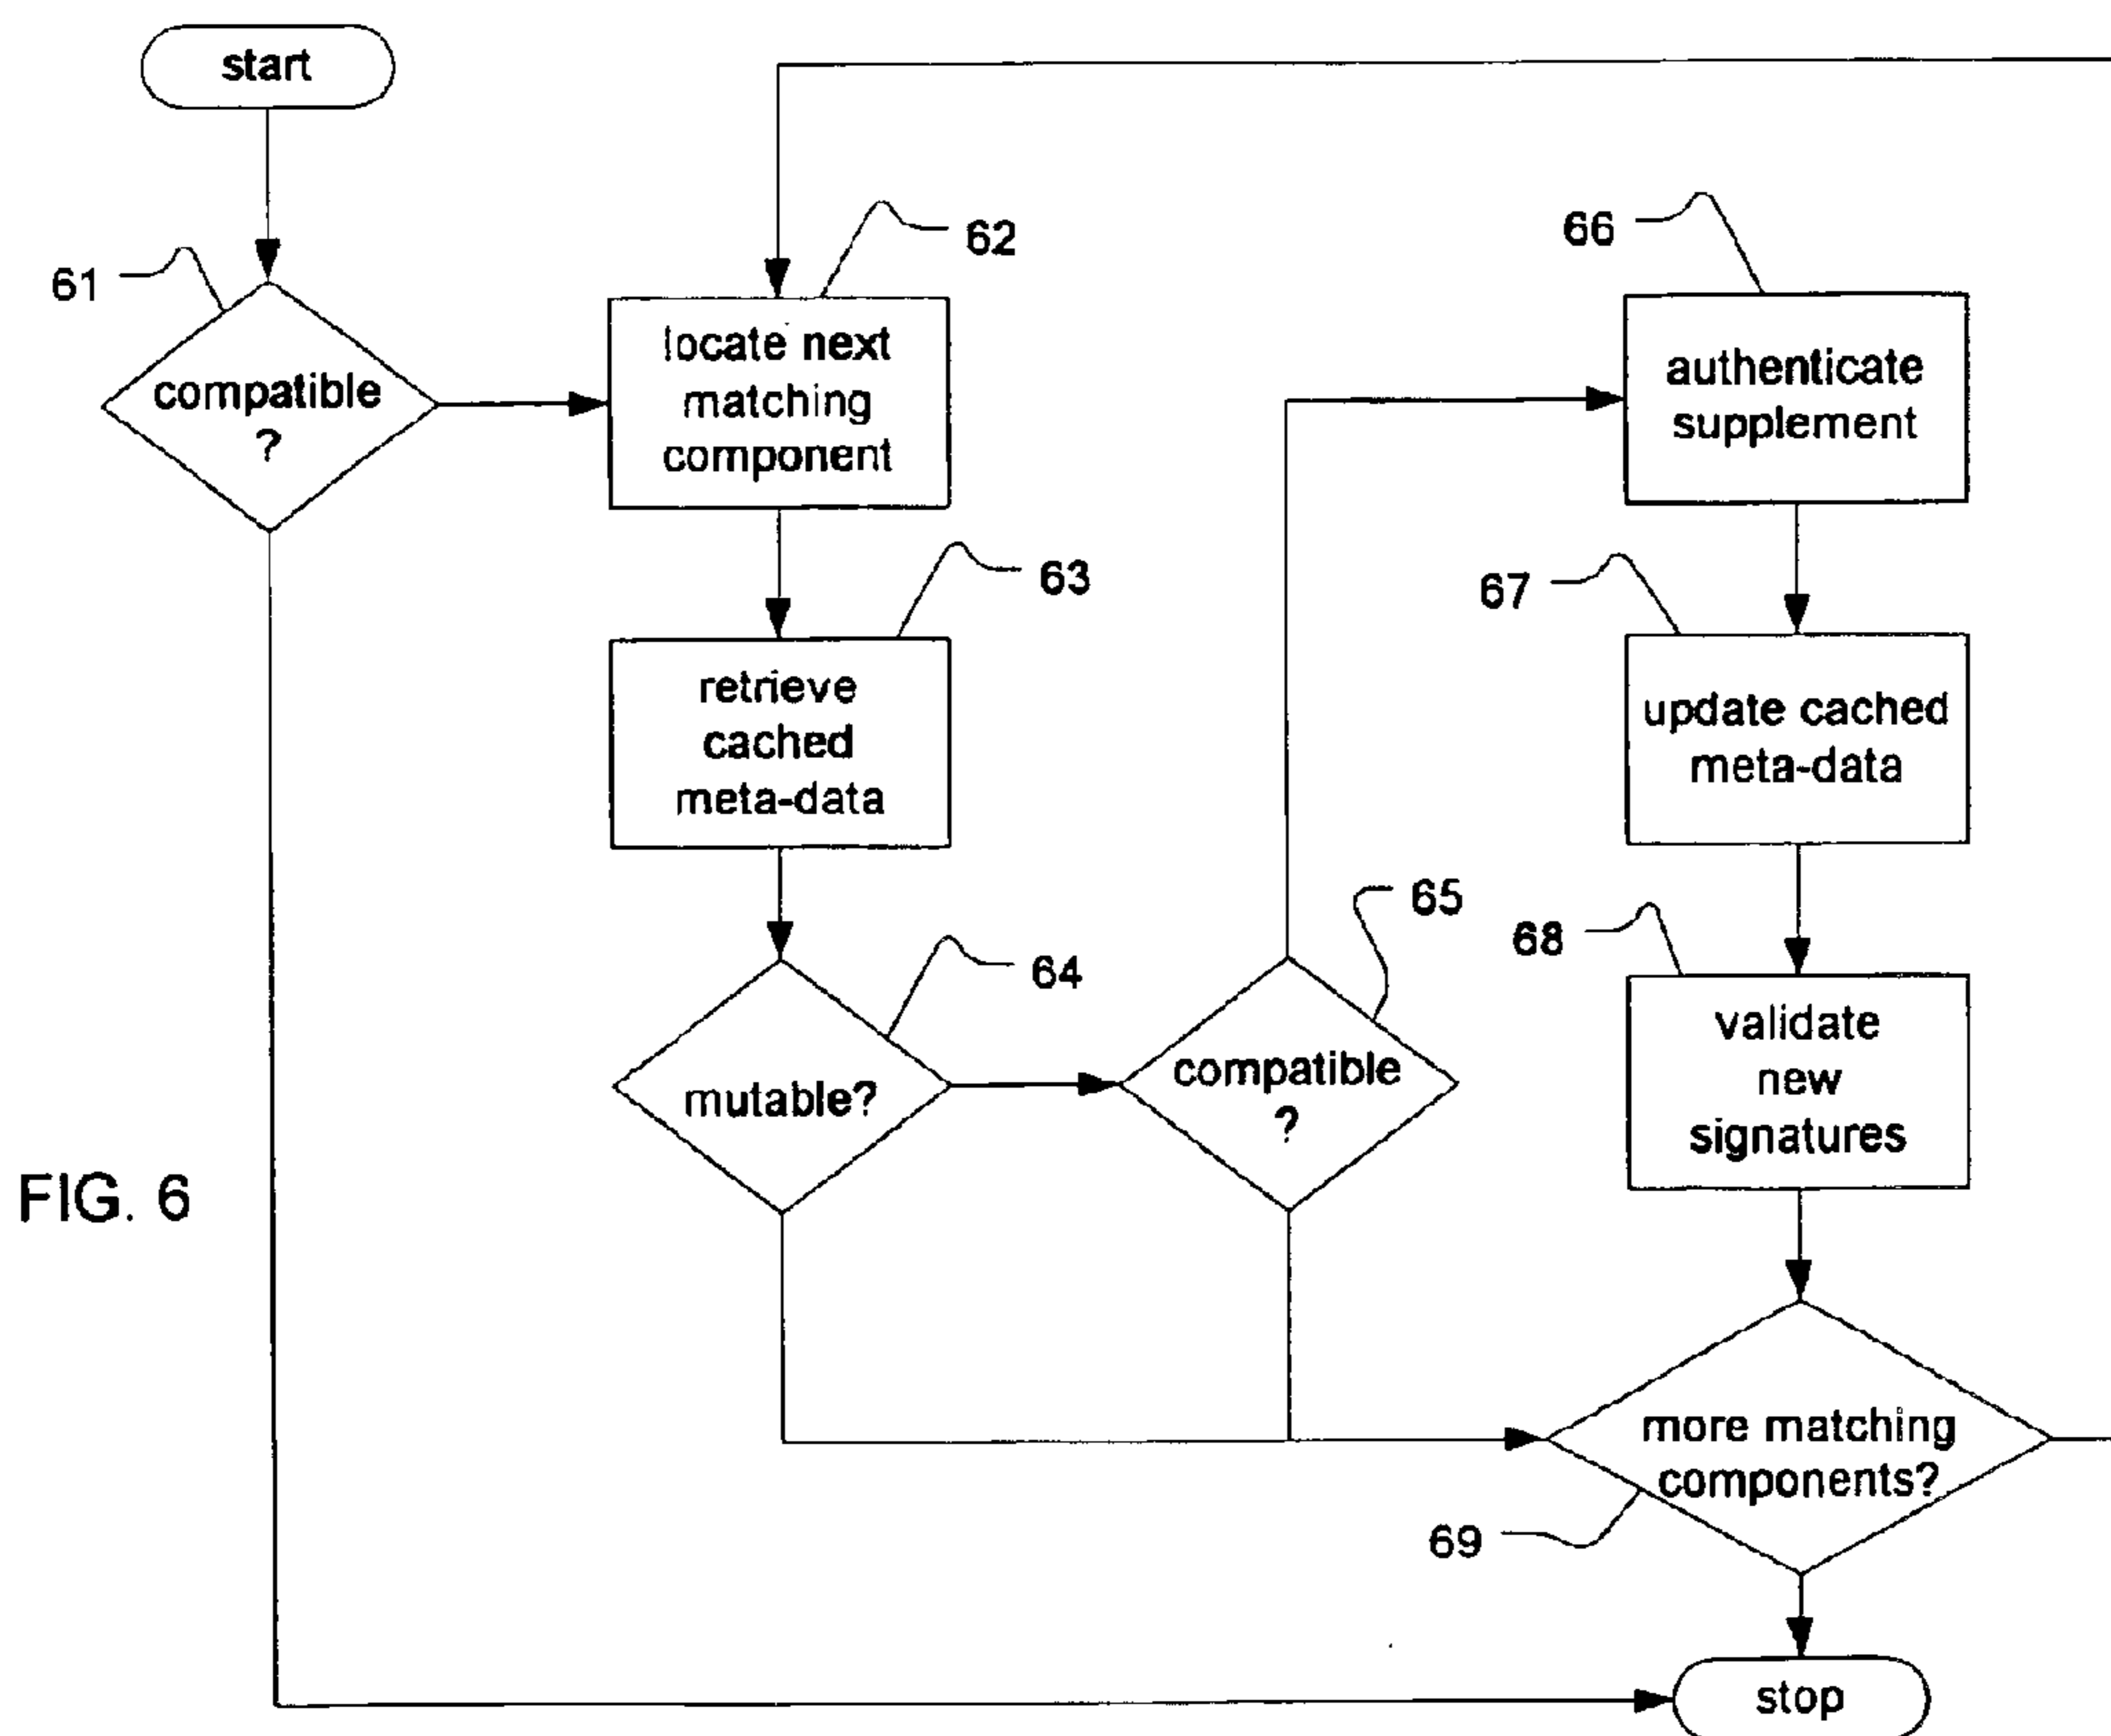 start
61
compatible
?
62
locate next
matching
component
63
retrieve
cached
meta-data
64
mutable?
65
compatible
?
66
authenticate
supplement
67
update cached
meta-data
68
validate
new
signatures
69
more matching
components?
stop
FIG. 6